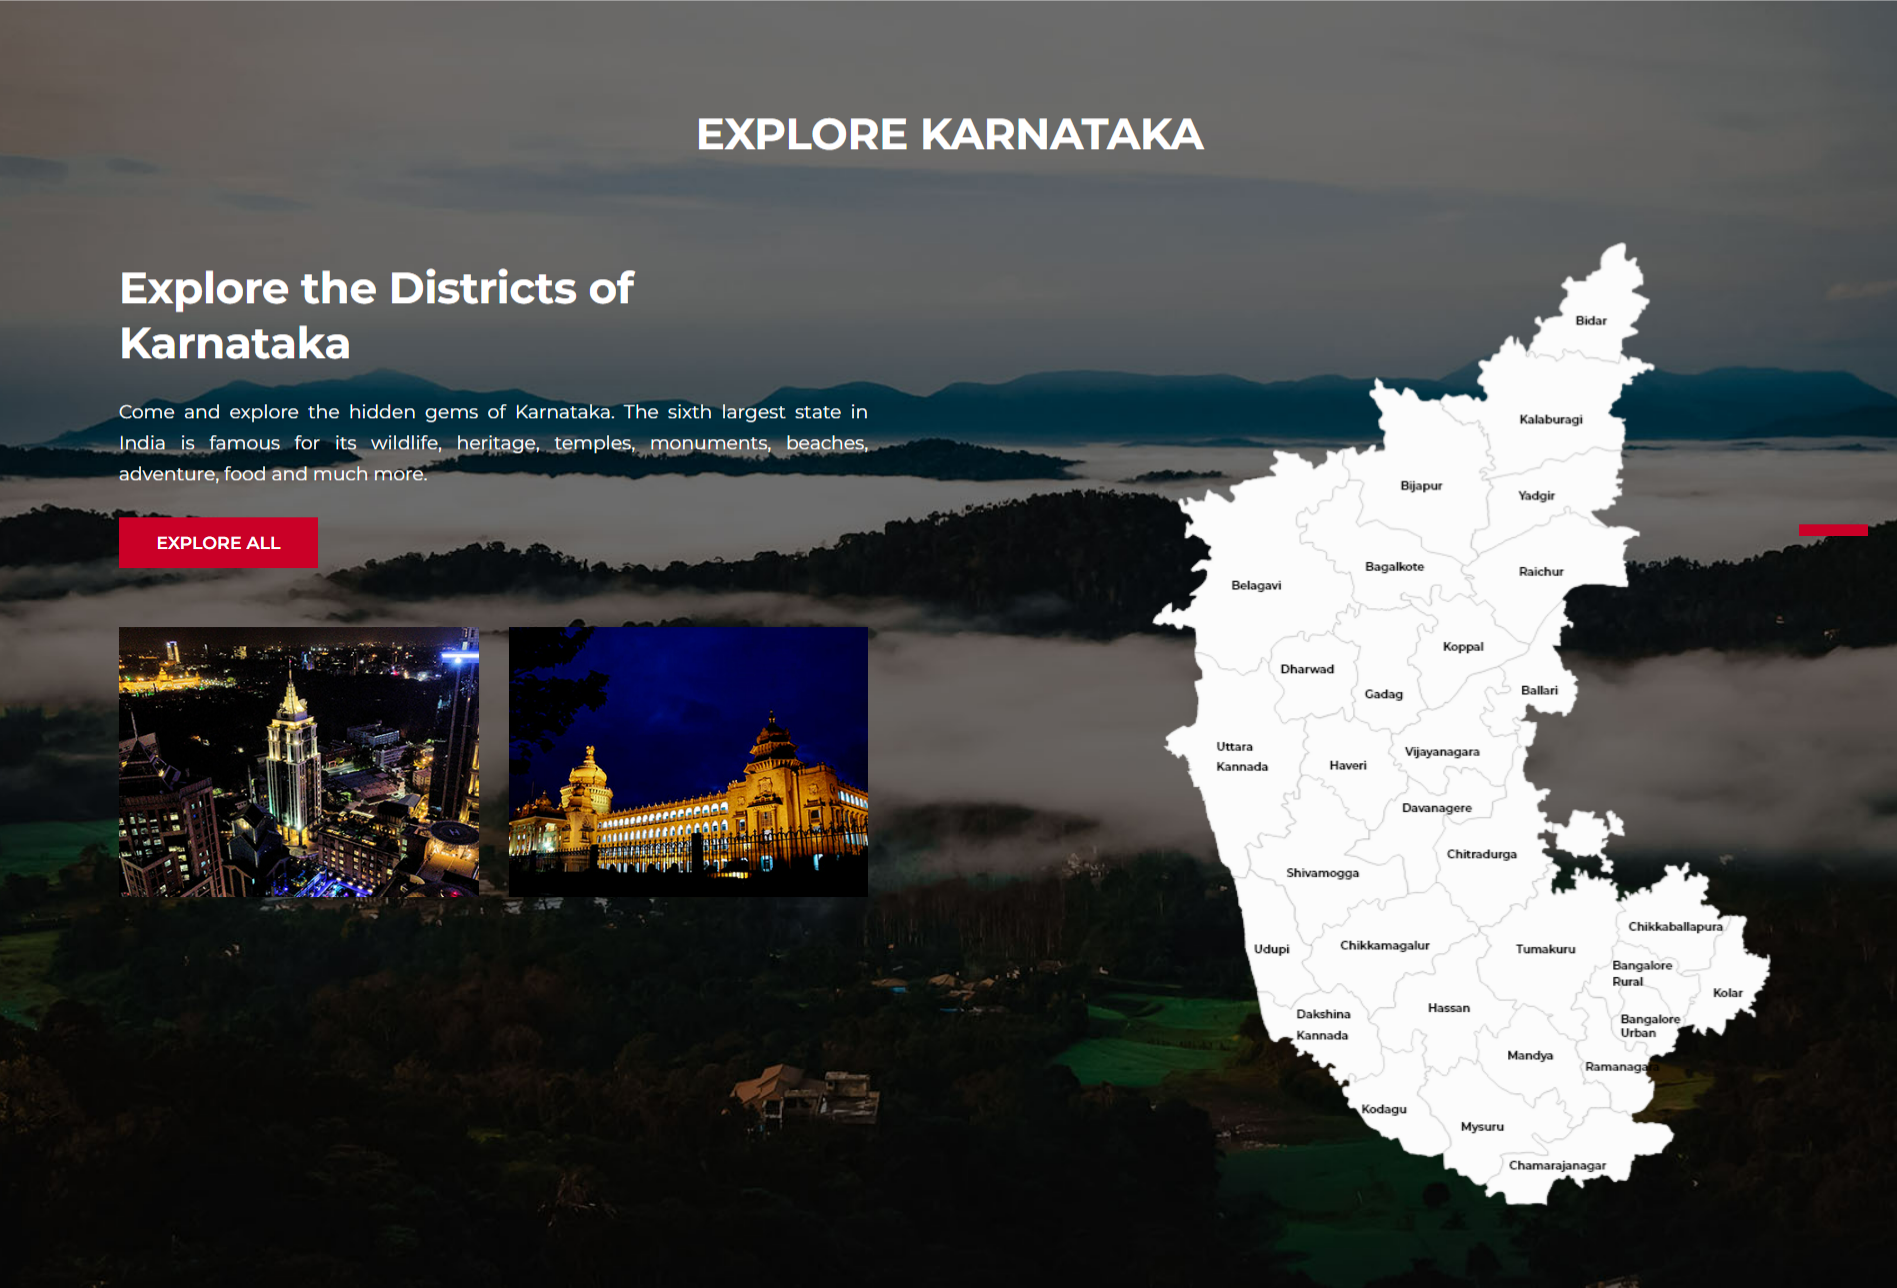 EXPLORE KARNATAKA
Explore the Districts of
Karnataka
Come and explore the hidden gems of Karnataka. The sixth largest state in
India is famous for its wildlife, heritage, temples, monuments, beaches,
adventure, food and much more.
EXPLORE ALL
Bidar
Kalaburagi
Bijapur
Yadgir
Bagalkote
Raichur
Belagavi
Koppal
Dharwad
Gadag
Ballari
Uttara
Kannada
Haveri
Vijayanagara
Davanagere
Chitradurga
Shivamogga
Udupi
Chikkamagalur
Tumakuru
Chikkaballapura
Bangalore
Rural
Kolar
Dakshina
Kannada
Hassan
Bangalore
Urban
Mandya
Ramanagara
Kodagu
Mysuru
Chamarajanagar